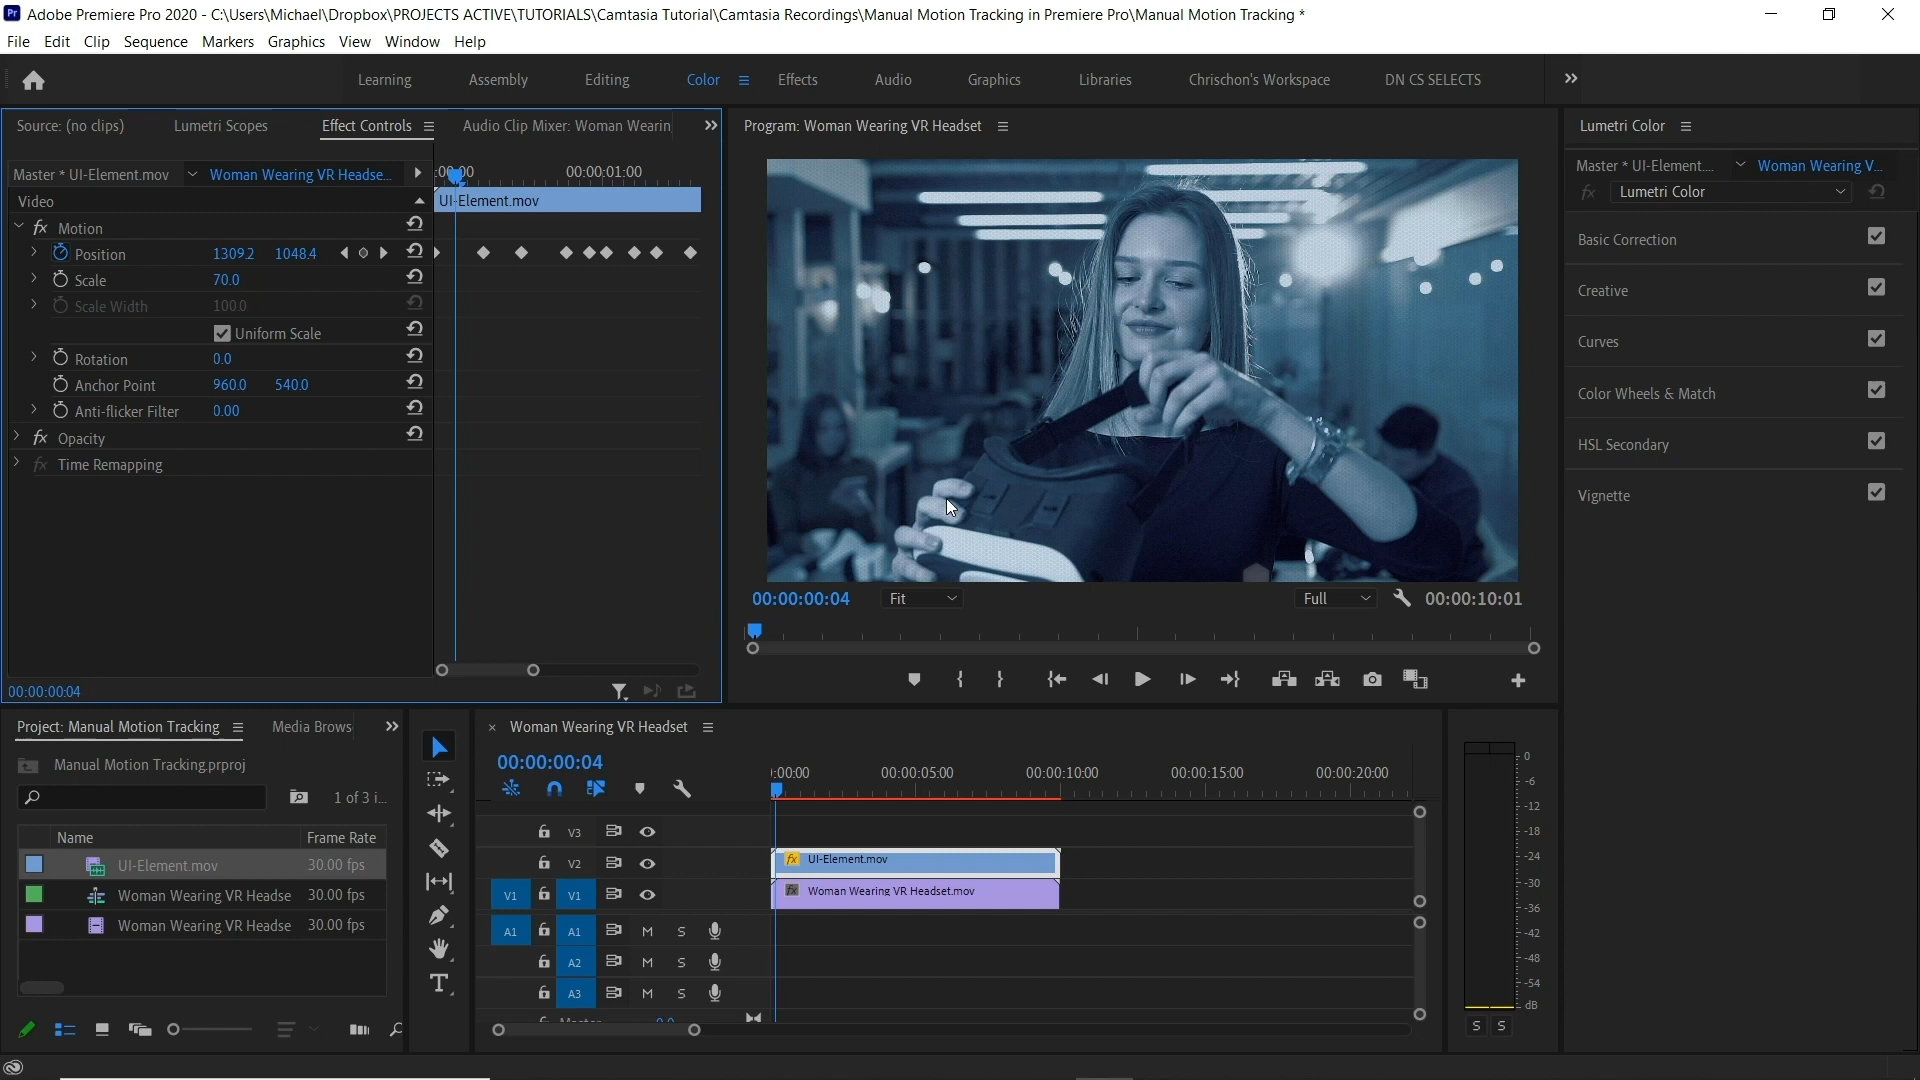 Adobe Premiere Pro 2020 - C:\Users\Michael\Dropbox\PROJECTS ACTIVE\TUTORIALS\Camtasia Tutorial\Camtasia Recordings\Manual Motion Tracking in Premiere Pro\Manual Motion Tracking *
File Edit Clip Sequence Markers Graphics View Window Help
Learning Assembly Editing Color Effects Audio Graphics Libraries Chrischon's Workspace DN CS SELECTS
Source: (no clips) Lumetri Scopes Effect Controls Audio Clip Mixer: Woman Wearin
Master * UI-Element.mov Woman Wearing VR Headse...
:00:00 00:00:01:00
Video
UI-Element.mov
fx Motion
Position 1309.2 1048.4
Scale 70.0
Scale Width 100.0
Uniform Scale
Rotation 0.0
Anchor Point 960.0 540.0
Anti-flicker Filter 0.00
fx Opacity
fx Time Remapping
00:00:00:04
Program: Woman Wearing VR Headset
00:00:00:04 Fit Full 00:00:10:01
Lumetri Color
Master * UI-Element.... Woman Wearing V...
fx Lumetri Color
Basic Correction
Creative
Curves
Color Wheels & Match
HSL Secondary
Vignette
Project: Manual Motion Tracking Media Brows
Manual Motion Tracking.prproj
1 of 3 i...
Name Frame Rate
UI-Element.mov 30.00 fps
Woman Wearing VR Headse 30.00 fps
Woman Wearing VR Headse 30.00 fps
× Woman Wearing VR Headset
00:00:00:04
:00:00 00:00:05:00 00:00:10:00 00:00:15:00 00:00:20:00
V3
V2 fx UI-Element.mov
V1 V1 fx Woman Wearing VR Headset.mov
A1 A1 M S
A2 M S
A3 M S
0
-6
-12
-18
-24
-30
-36
-42
-48
-54
dB
S S